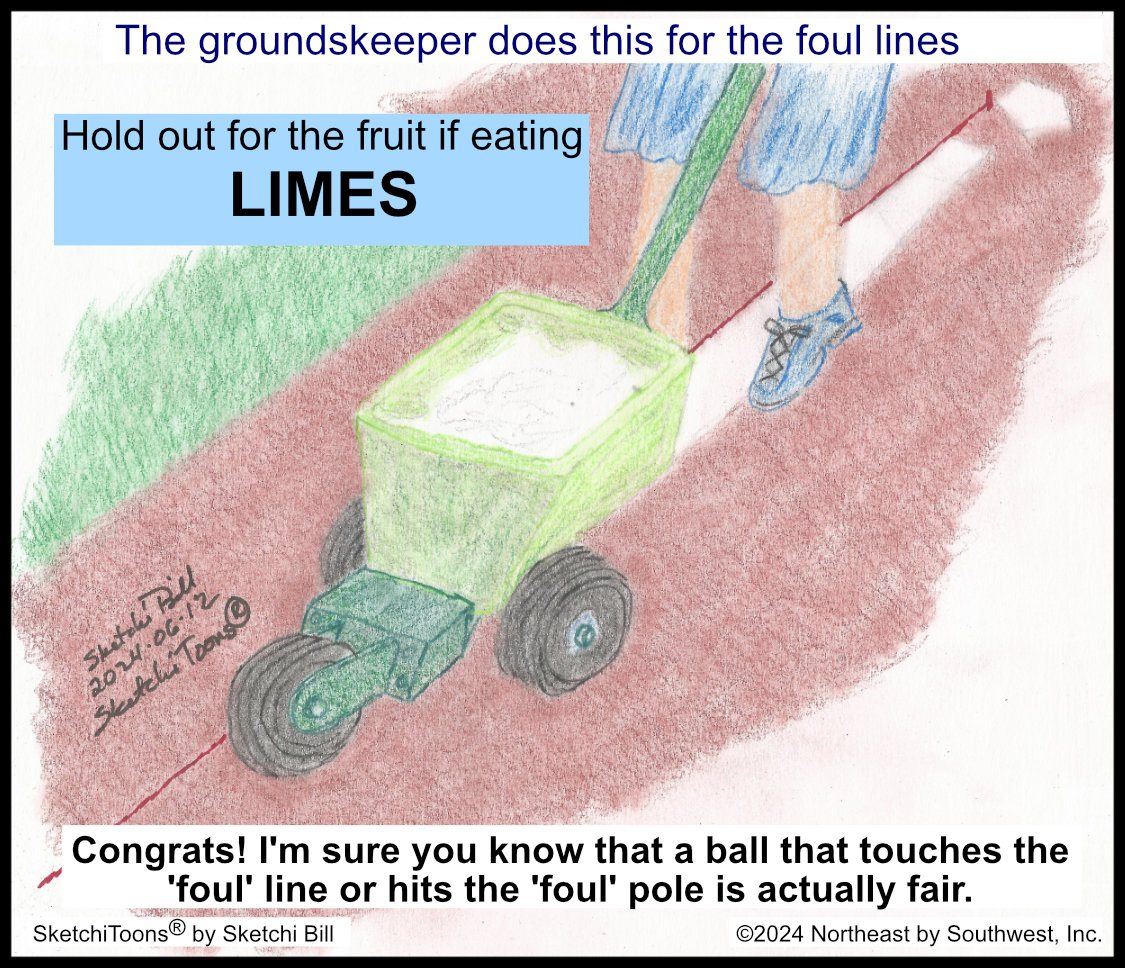 The groundskeeper does this for the foul lines
Hold out for the fruit if eating
LIMES
Sketchi Bill
2024.06.12
SketchiToons©
Congrats! I'm sure you know that a ball that touches the
'foul' line or hits the 'foul' pole is actually fair.
SketchiToons® by Sketchi Bill
©2024 Northeast by Southwest, Inc.